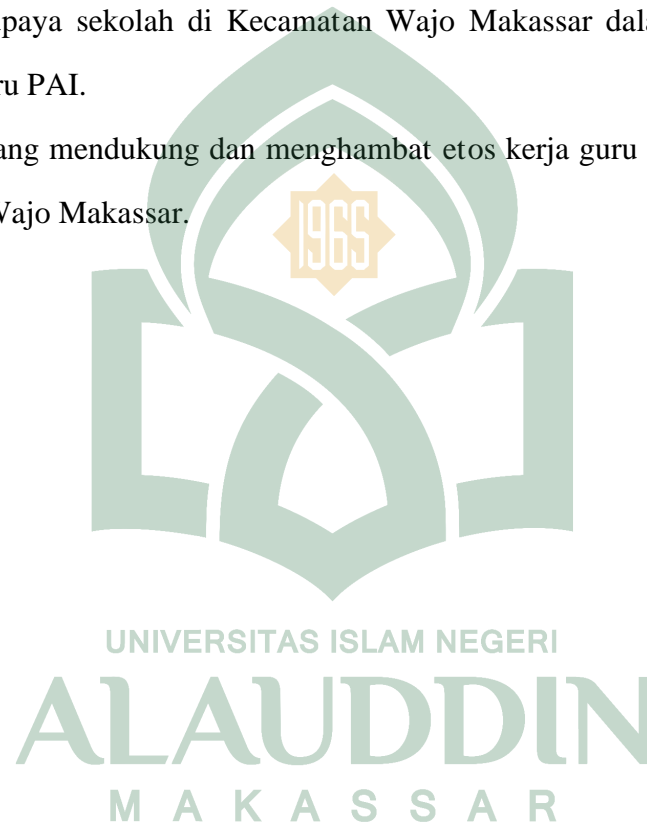 upaya sekolah di Kecamatan Wajo Makassar
ru PAI.
ang mendukung dan menghambat etos kerja guru
Wajo Makassar.
1965
UNIVERSITAS ISLAM NEGERI
ALAUDDIN
MAKASSAR